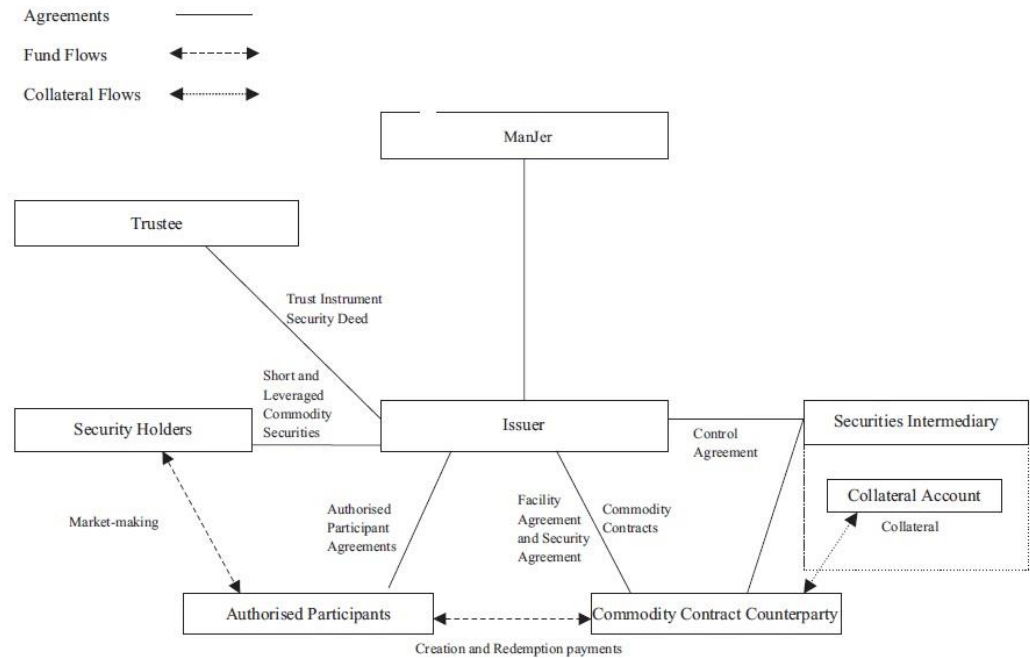 Agreements
Fund Flows
Collateral Flows
ManJer
Trustee
Trust Instrument
Security Deed
Short and
Leveraged
Commodity
Securities
Security Holders
Issuer
Control
Agreement
Securities Intermediary
Collateral Account
Collateral
Market-making
Authorised
Participant
Agreements
Facility
Agreement
and Security
Agreement
Commodity
Contracts
Authorised Participants
Commodity Contract Counterparty
Creation and Redemption payments